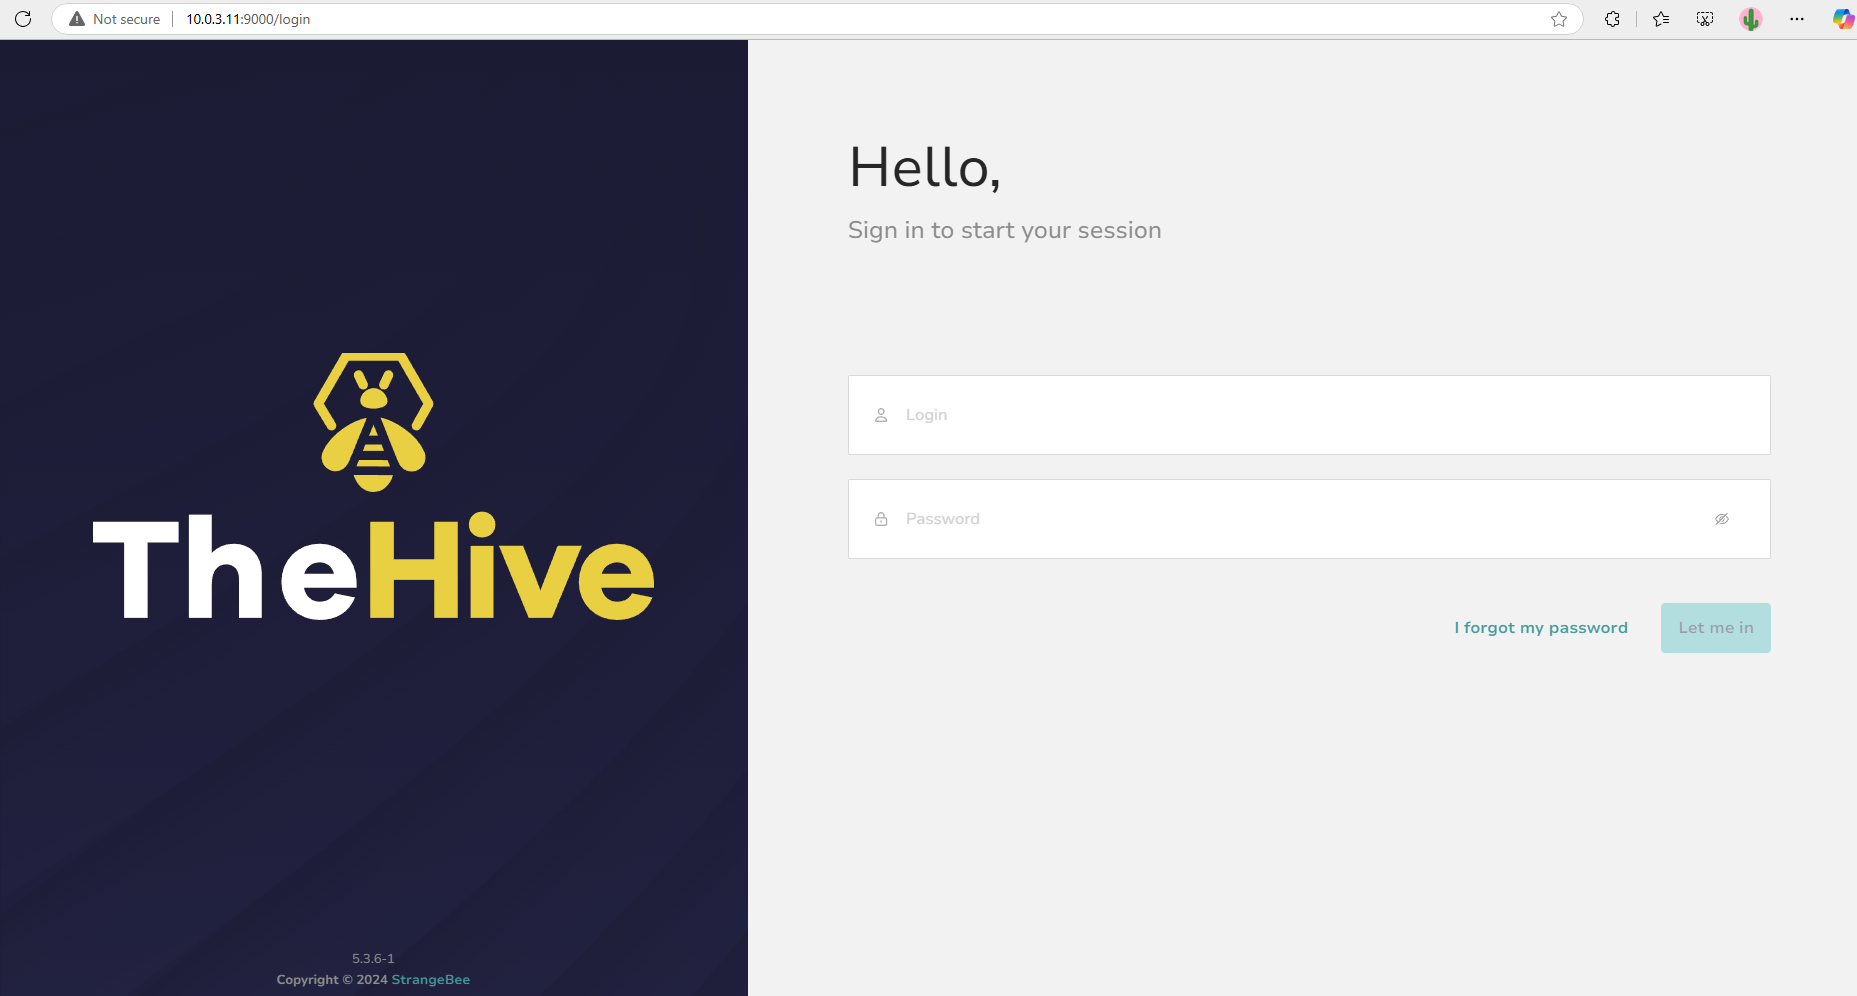 Not secure 10.0.3.11:9000/login
TheHive
5.3.6-1
Copyright © 2024 StrangeBee
Hello,
Sign in to start your session
Login
Password
I forgot my password Let me in